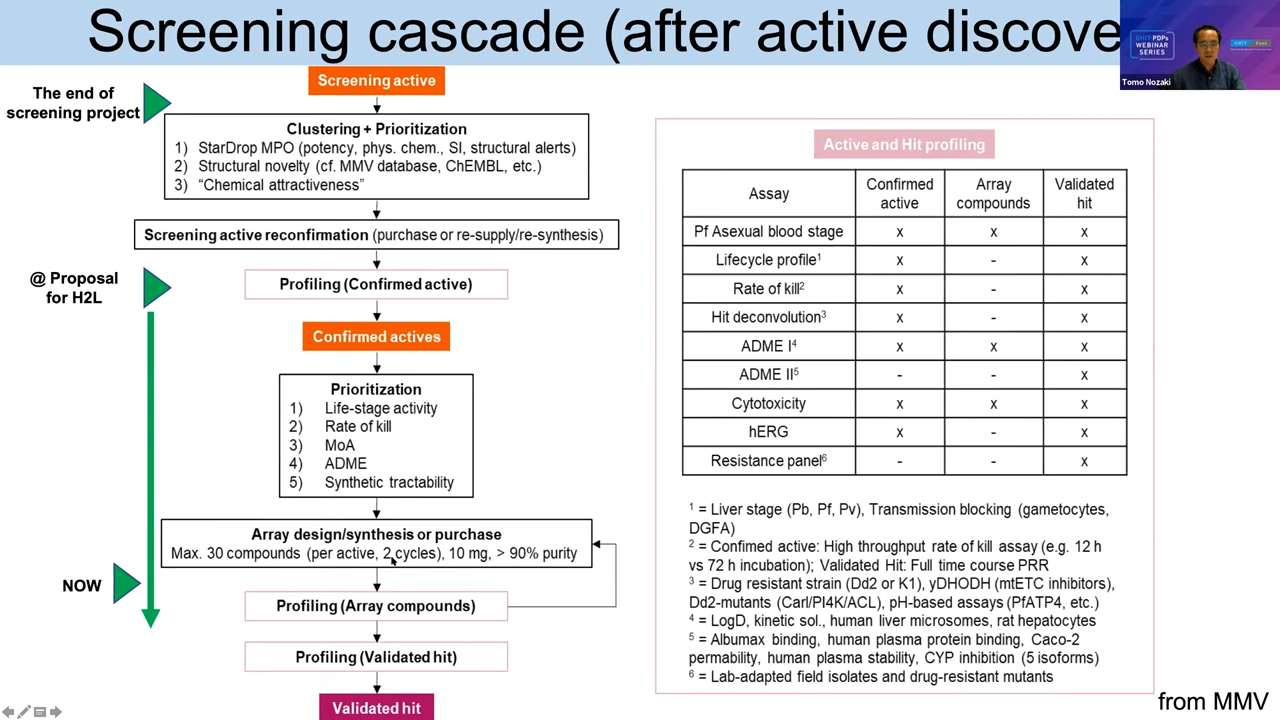 Screening cascade (after active discove
GHIT-PDPs
WEBINAR
SERIES
Tomo Nozaki
The end of
screening project
Screening active
Clustering + Prioritization
1) StarDrop MPO (potency, phys. chem., SI, structural alerts)
2) Structural novelty (cf. MMV database, ChEMBL, etc.)
3) “Chemical attractiveness”
Screening active reconfirmation (purchase or re-supply/re-synthesis)
@ Proposal
for H2L
Profiling (Confirmed active)
Confirmed actives
Prioritization
1) Life-stage activity
2) Rate of kill
3) MoA
4) ADME
5) Synthetic tractability
Array design/synthesis or purchase
Max. 30 compounds (per active, 2 cycles), 10 mg, > 90% purity
NOW
Profiling (Array compounds)
Profiling (Validated hit)
Validated hit
Active and Hit profiling
Assay Confirmed active Array compounds Validated hit
Pf Asexual blood stage x x x
Lifecycle profile1 x - x
Rate of kill2 x - x
Hit deconvolution3 x - x
ADME I4 x x x
ADME II5 - - x
Cytotoxicity x x x
hERG x - x
Resistance panel6 - - x
1 = Liver stage (Pb, Pf, Pv), Transmission blocking (gametocytes,
DGFA)
2 = Confimed active: High throughput rate of kill assay (e.g. 12 h
vs 72 h incubation); Validated Hit: Full time course PRR
3 = Drug resistant strain (Dd2 or K1), yDHODH (mtETC inhibitors),
Dd2-mutants (Carl/PI4K/ACL), pH-based assays (PfATP4, etc.)
4 = LogD, kinetic sol., human liver microsomes, rat hepatocytes
5 = Albumax binding, human plasma protein binding, Caco-2
permability, human plasma stability, CYP inhibition (5 isoforms)
6 = Lab-adapted field isolates and drug-resistant mutants
from MMV